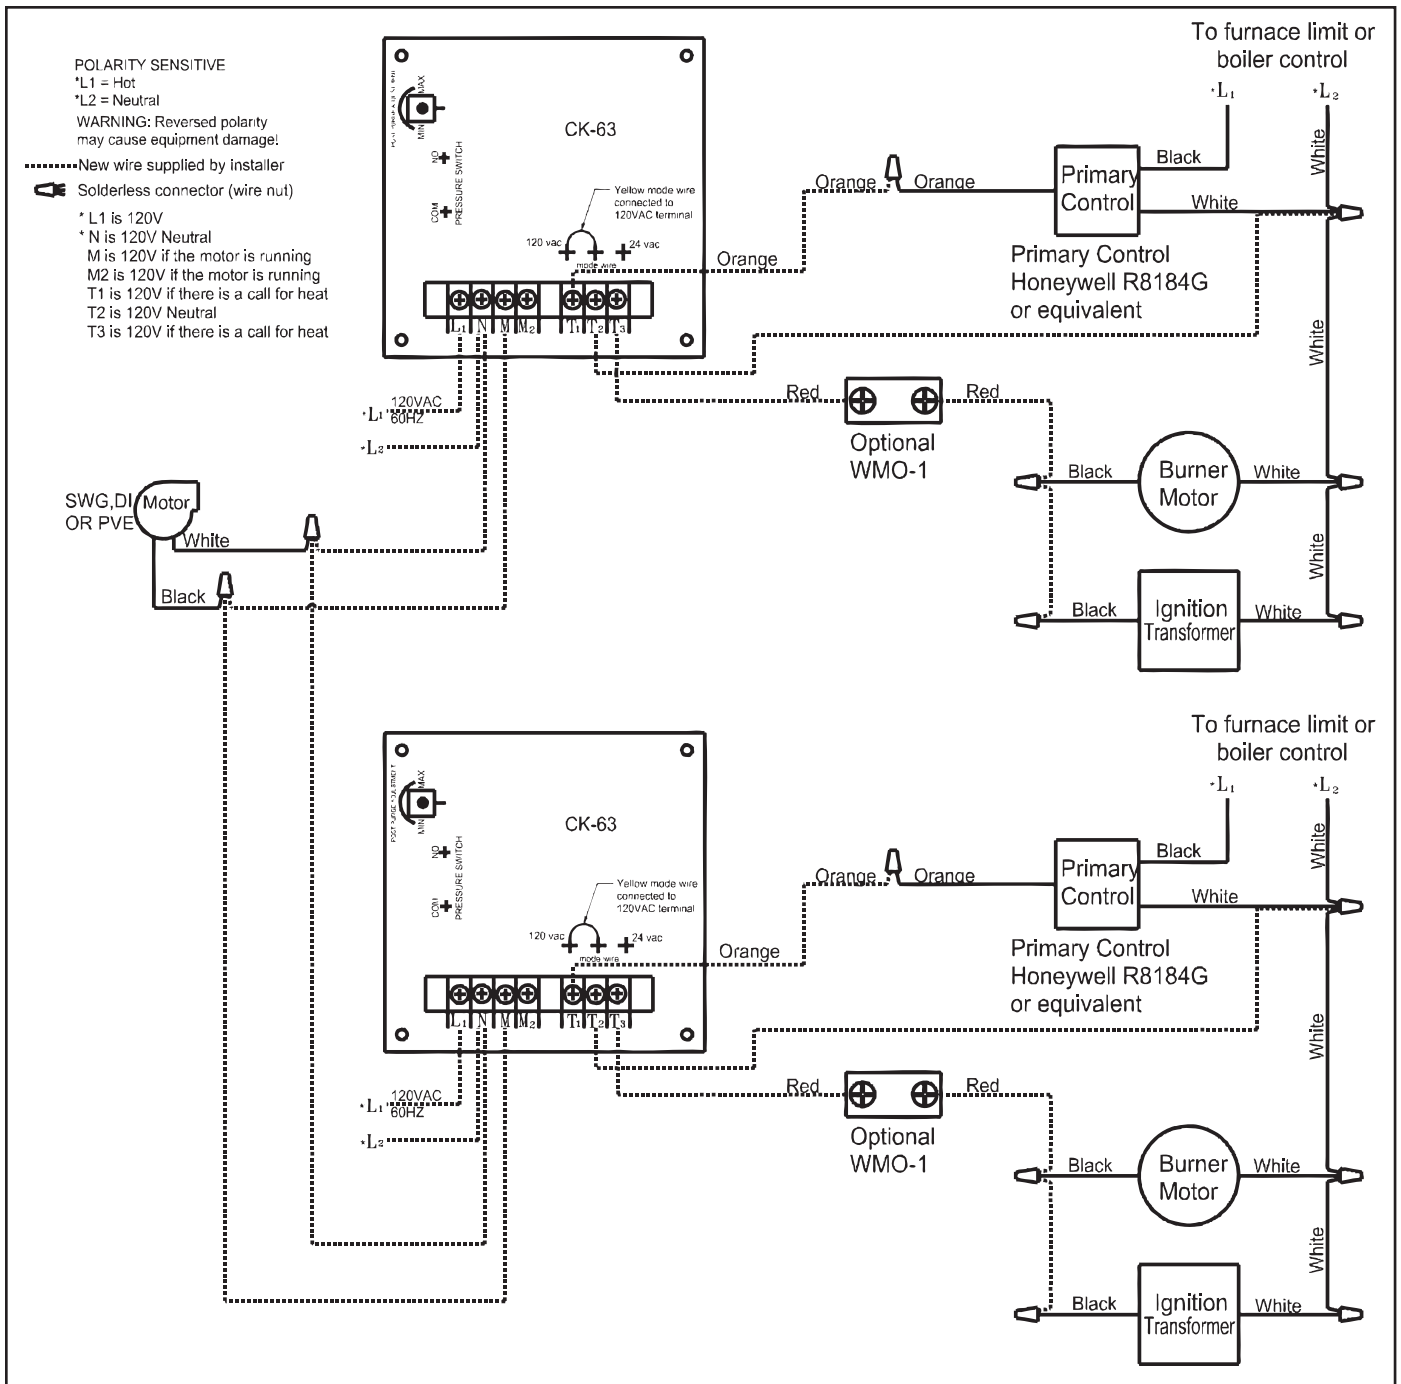 POLARITY SENSITIVE
*L1 = Hot
*L2 = Neutral
WARNING: Reversed polarity
may cause equipment damage!
New wire supplied by installer
Solderless connector (wire nut)
* L1 is 120V
* N is 120V Neutral
M is 120V if the motor is running
M2 is 120V if the motor is running
T1 is 120V if there is a call for heat
T2 is 120V Neutral
T3 is 120V if there is a call for heat
MAX
MIN
CK-63
NO
COM
PRESSURE SWITCH
Yellow mode wire
connected to
120VAC terminal
120 vac
24 vac
mode wire
L1 N M M2 T1 T2 T3
Orange
Orange
Orange
To furnace limit or
boiler control
*L1
*L2
Black
White
White
Primary
Control
Primary Control
Honeywell R8184G
or equivalent
White
*L1
120VAC
60HZ
*L2
Red
Red
Optional
WMO-1
Black
Burner
Motor
White
White
Black
Ignition
Transformer
White
SWG,DI
OR PVE
Motor
White
Black
POST PURGE ADJUSTMENT
MAX
MIN
CK-63
NO
COM
PRESSURE SWITCH
Yellow mode wire
connected to
120VAC terminal
120 vac
24 vac
mode wire
L1 N M M2 T1 T2 T3
Orange
Orange
Orange
To furnace limit or
boiler control
*L1
*L2
Black
White
White
Primary
Control
Primary Control
Honeywell R8184G
or equivalent
White
*L1
120VAC
60HZ
*L2
Red
Red
Optional
WMO-1
Black
Burner
Motor
White
White
Black
Ignition
Transformer
White